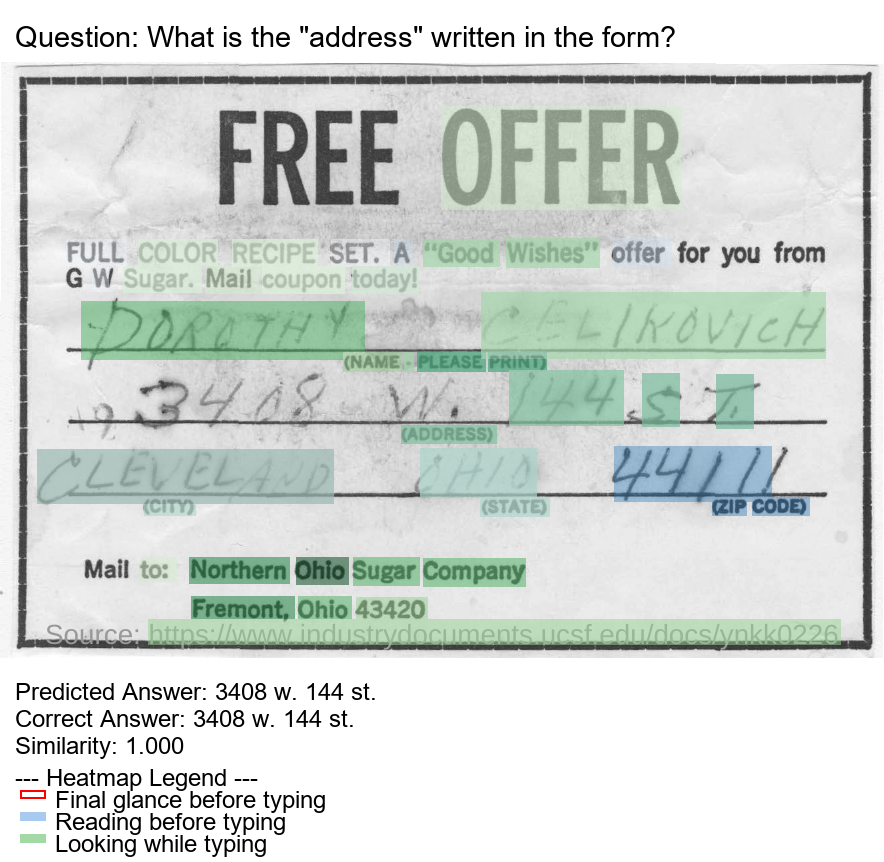 Question: What is the "address" written in the form?
FREE OFFER
FULL COLOR RECIPE SET. A "Good Wishes" offer for you from
G W Sugar. Mail coupon today!
DOROTHY CELIKOVICH
(NAME - PLEASE PRINT)
3408 W. 144 ST.
(ADDRESS)
CLEVELAND OHIO 44111
(CITY) (STATE) (ZIP CODE)
Mail to: Northern Ohio Sugar Company
Fremont, Ohio 43420
Source: https://www.industrydocuments.ucsf.edu/docs/ynkk0226
Predicted Answer: 3408 w. 144 st.
Correct Answer: 3408 w. 144 st.
Similarity: 1.000
--- Heatmap Legend ---
Final glance before typing
Reading before typing
Looking while typing